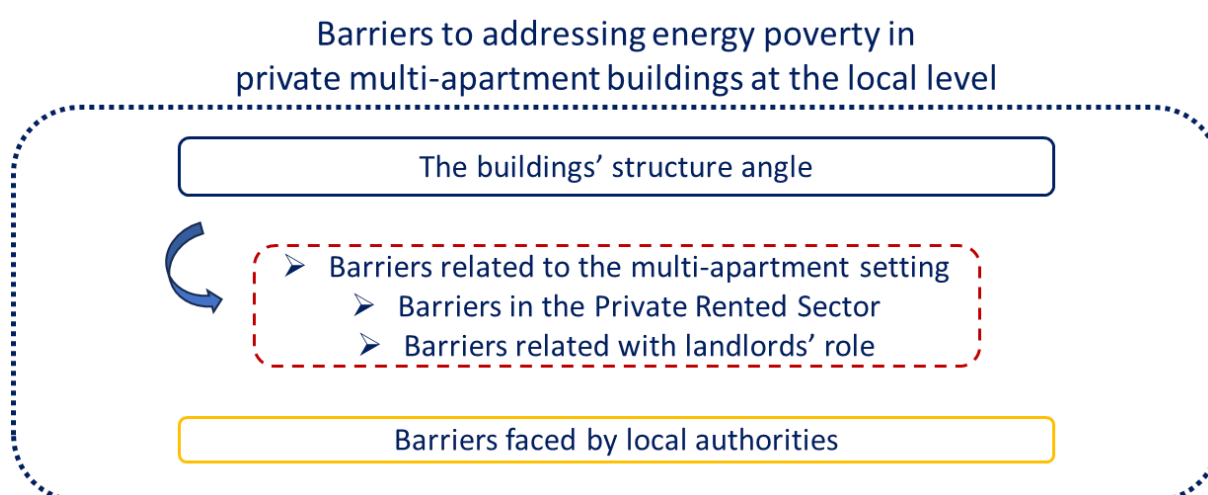 Barriers to addressing energy poverty in
private multi-apartment buildings at the local level
The buildings’ structure angle
➢ Barriers related to the multi-apartment setting
➢ Barriers in the Private Rented Sector
➢ Barriers related with landlords’ role
Barriers faced by local authorities